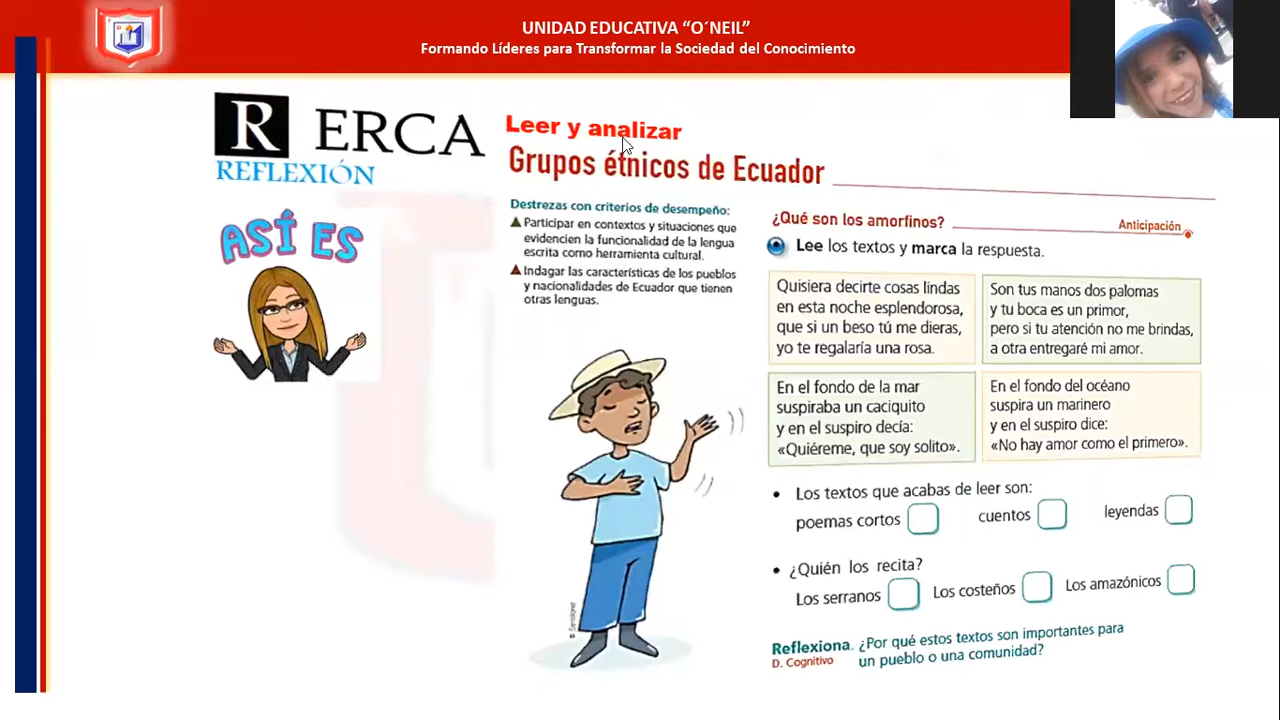 UNIDAD EDUCATIVA “O´NEIL”
Formando Líderes para Transformar la Sociedad del Conocimiento
R ERCA
REFLEXIÓN
ASÍ ES
Leer y analizar
Grupos étnicos de Ecuador
Destrezas con criterios de desempeño:
Participar en contextos y situaciones que
evidencien la funcionalidad de la lengua
escrita como herramienta cultural.
Indagar las características de los pueblos
y nacionalidades de Ecuador que tienen
otras lenguas.
© Santillana
¿Qué son los amorfinos?
Anticipación
Lee los textos y marca la respuesta.
Quisiera decirte cosas lindas
en esta noche esplendorosa,
que si un beso tú me dieras,
yo te regalaría una rosa.
Son tus manos dos palomas
y tu boca es un primor,
pero si tu atención no me brindas,
a otra entregaré mi amor.
En el fondo de la mar
suspiraba un caciquito
y en el suspiro decía:
«Quiéreme, que soy solito».
En el fondo del océano
suspira un marinero
y en el suspiro dice:
«No hay amor como el primero».
• Los textos que acabas de leer son:
poemas cortos cuentos leyendas
• ¿Quién los recita?
Los serranos Los costeños Los amazónicos
Reflexiona. ¿Por qué estos textos son importantes para
D. Cognitivo un pueblo o una comunidad?